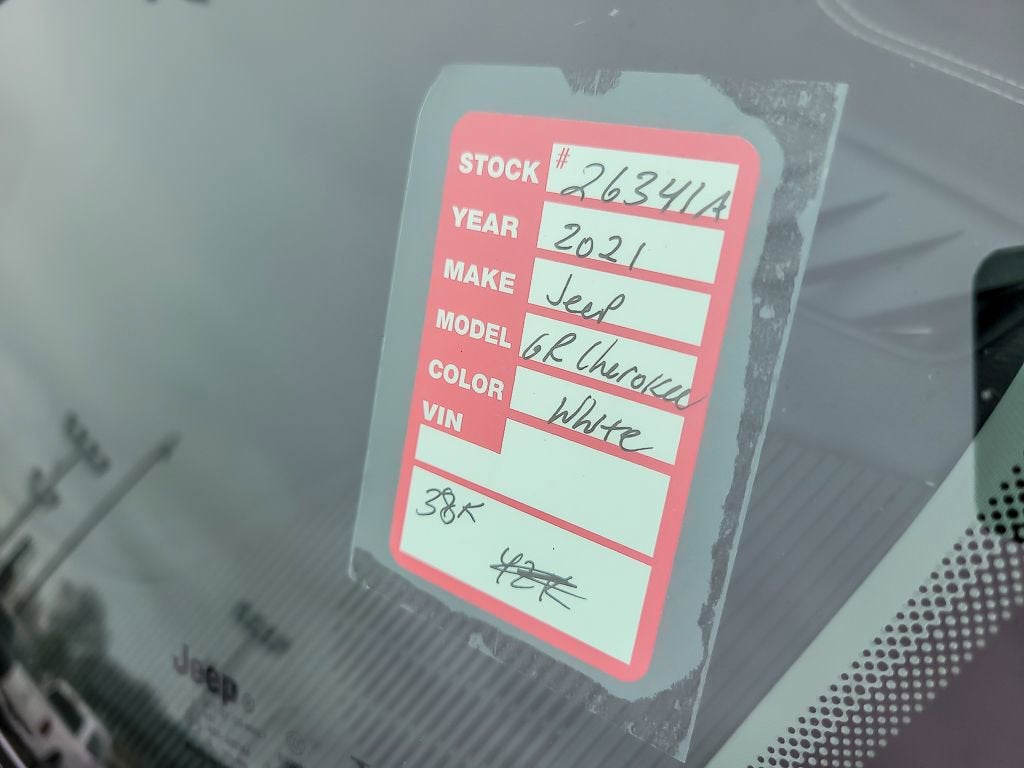 STOCK # 26341A
YEAR 2021
MAKE Jeep
MODEL GR Cherokee
COLOR White
VIN
38K
42K
Jeep®